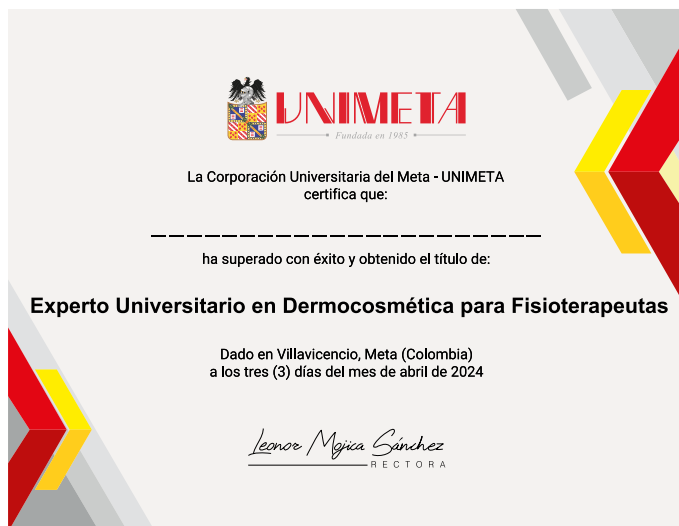 UNIMETA
Fundada en 1985
La Corporación Universitaria del Meta - UNIMETA
certifica que:
ha superado con éxito y obtenido el título de:
Experto Universitario en Dermocosmética para Fisioterapeutas
Dado en Villavicencio, Meta (Colombia)
a los tres (3) días del mes de abril de 2024
Leonor Mojica Sánchez
RECTORA